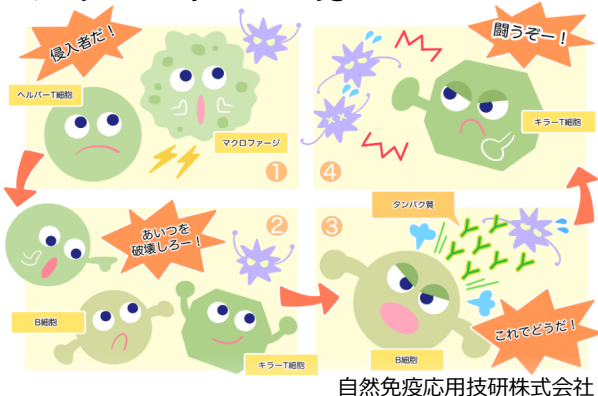 侵入者だ！
ヘルパーT細胞
マクロファージ
①
闘うぞー！
キラーT細胞
④
あいつを
破壊しろー！
②
B細胞
キラーT細胞
③
タンパク質
これでどうだ！
B細胞
自然免疫応用技研株式会社